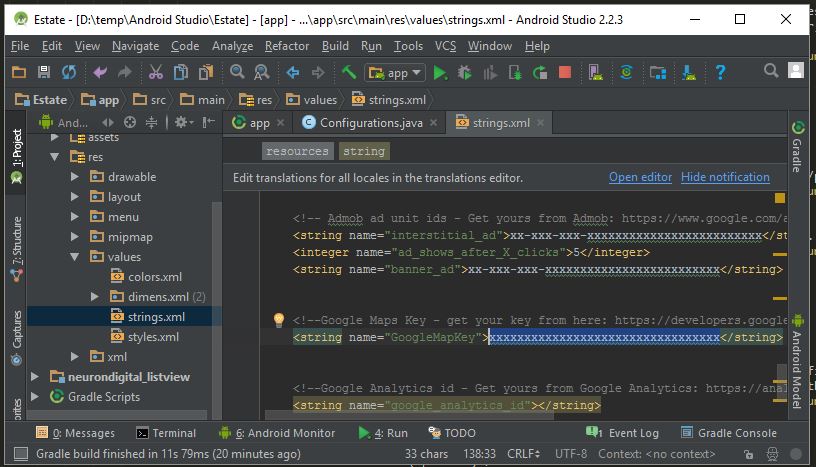 Estate - [D:\temp\Android Studio\Estate] - [app] - ...\app\src\main\res\values\strings.xml - Android Studio 2.2.3
File Edit View Navigate Code Analyze Refactor Build Run Tools VCS Window Help
app
Estate app src main res values strings.xml
And... app Configurations.java strings.xml
1: Project
7: Structure
Captures
assets
res
drawable
layout
menu
mipmap
values
colors.xml
dimens.xml (2)
strings.xml
styles.xml
xml
neurondigital_listview
Gradle Scripts
resources string
Edit translations for all locales in the translations editor. Open editor Hide notification
<!-- Admob ad unit ids - Get yours from Admob: https://www.google.com/a
<string name="interstitial_ad">xx-xxx-xxx-xxxxxxxxxxxxxxxxxxxxxxxxx</s
<integer name="ad_shows_after_X_clicks">5</integer>
<string name="banner_ad">xx-xxx-xxx-xxxxxxxxxxxxxxxxxxxxxxxxx</string>
<!--Google Maps Key - get your key from here: https://developers.google
<string name="GoogleMapKey">xxxxxxxxxxxxxxxxxxxxxxxxxxxxxxxxx</string>
<!--Google Analytics id - Get yours from Google Analytics: https://anal
<string name="google_analytics_id"></string>
Gradle
Android Model
0: Messages Terminal 6: Android Monitor 4: Run TODO 1 Event Log Gradle Console
Gradle build finished in 11s 79ms (20 minutes ago) 33 chars 138:33 CRLF UTF-8 Context: <no context>